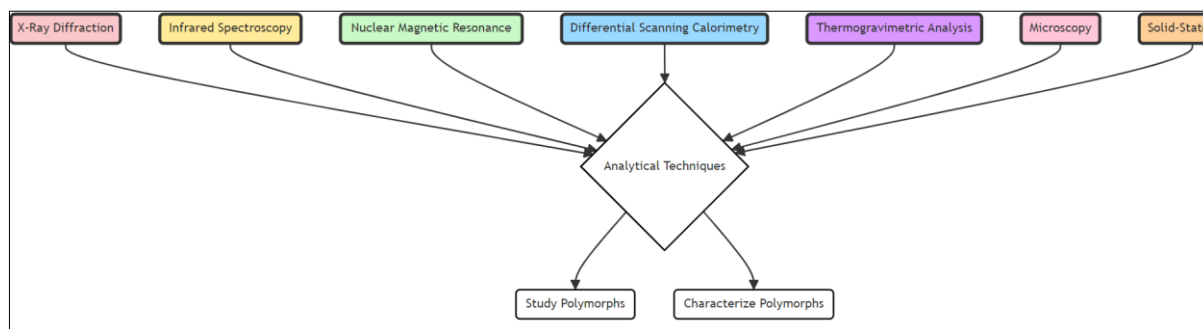 X-Ray Diffraction
Infrared Spectroscopy
Nuclear Magnetic Resonance
Differential Scanning Calorimetry
Thermogravimetric Analysis
Microscopy
Solid-State
Analytical Techniques
Study Polymorphs
Characterize Polymorphs